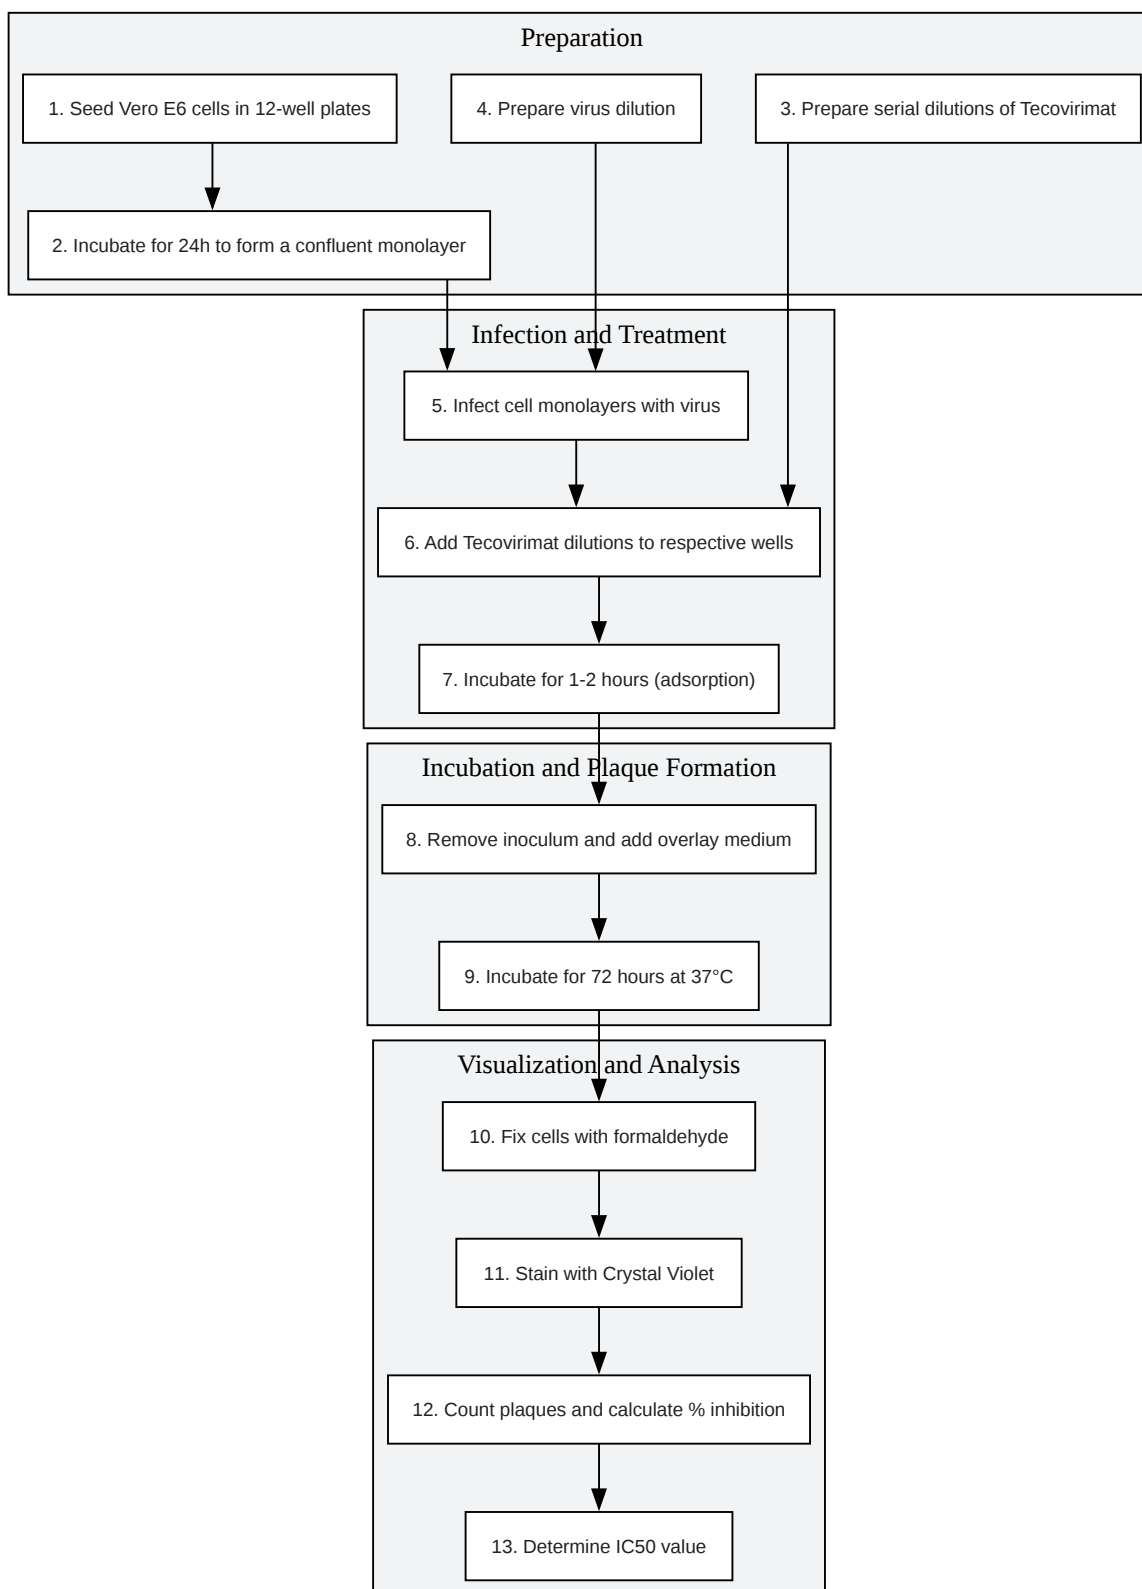 Preparation
1. Seed Vero E6 cells in 12-well plates
4. Prepare virus dilution
3. Prepare serial dilutions of Tecovirimat
2. Incubate for 24h to form a confluent monolayer
Infection and Treatment
5. Infect cell monolayers with virus
6. Add Tecovirimat dilutions to respective wells
7. Incubate for 1-2 hours (adsorption)
Incubation and Plaque Formation
8. Remove inoculum and add overlay medium
9. Incubate for 72 hours at 37°C
Visualization and Analysis
10. Fix cells with formaldehyde
11. Stain with Crystal Violet
12. Count plaques and calculate % inhibition
13. Determine IC50 value